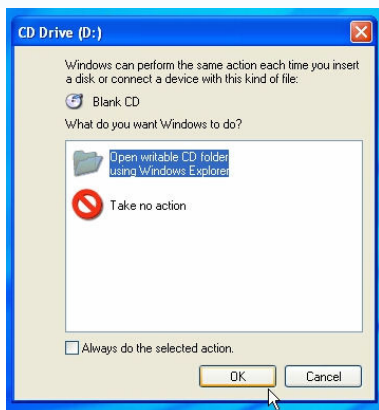 CD Drive (D:)
Windows can perform the same action each time you insert
a disk or connect a device with this kind of file:
Blank CD
What do you want Windows to do?
Open writable CD folder
using Windows Explorer
Take no action
Always do the selected action.
OK
Cancel